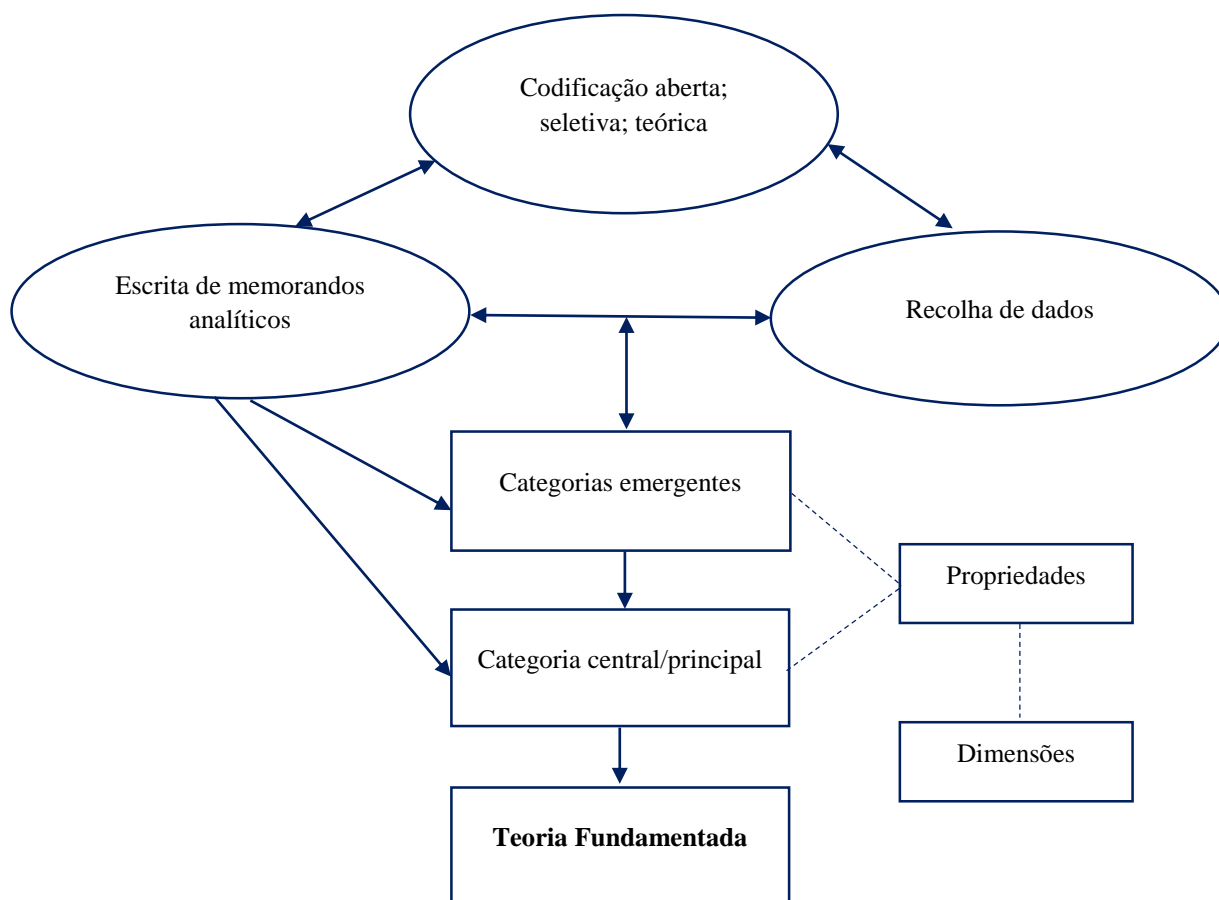 Codificação aberta;
seletiva; teórica
Escrita de memorandos
analíticos
Recolha de dados
Categorias emergentes
Propriedades
Categoria central/principal
Dimensões
Teoria Fundamentada